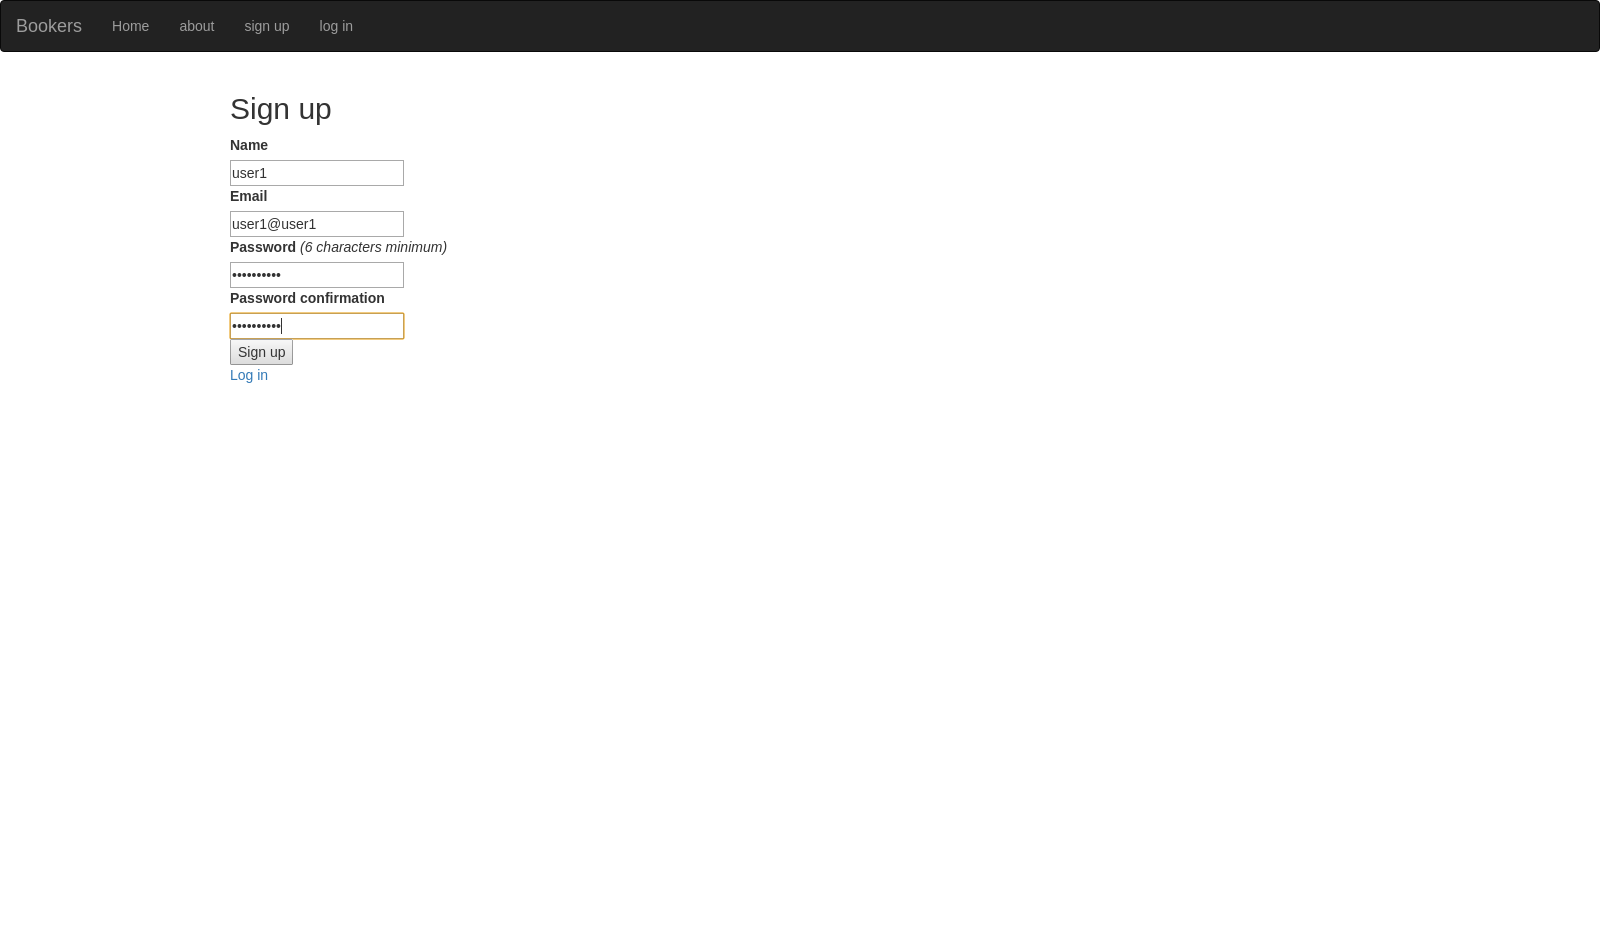 Bookers Home about sign up log in
Sign up
Name
user1
Email
user1@user1
Password (6 characters minimum)
••••••••••
Password confirmation
••••••••••
Sign up
Log in